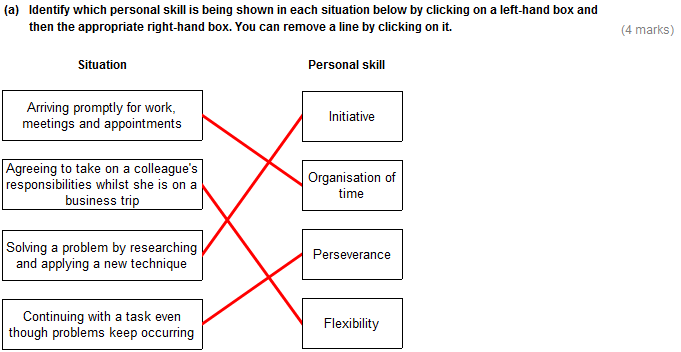 (a) Identify which personal skill is being shown in each situation below by clicking on a left-hand box and
then the appropriate right-hand box. You can remove a line by clicking on it.
(4 marks)
Situation
Personal skill
Arriving promptly for work,
meetings and appointments
Initiative
Agreeing to take on a colleague's
responsibilities whilst she is on a
business trip
Organisation of
time
Solving a problem by researching
and applying a new technique
Perseverance
Continuing with a task even
though problems keep occurring
Flexibility